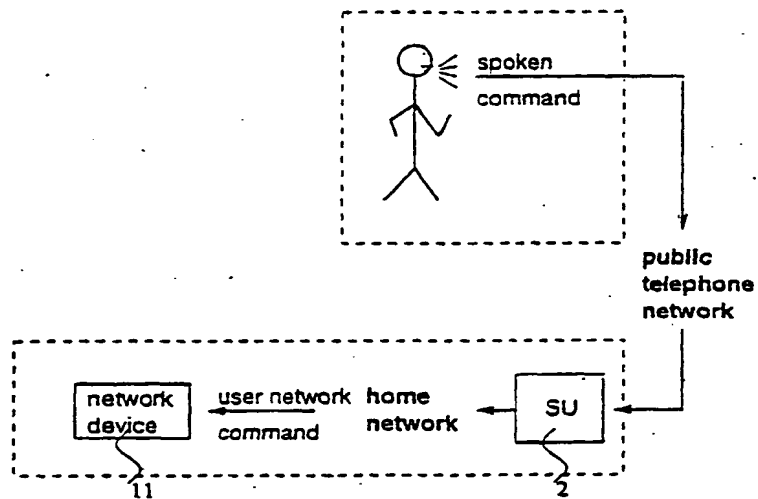 spoken
command
public
telephone
network
network
device
user network
command
home
network
SU
11
2